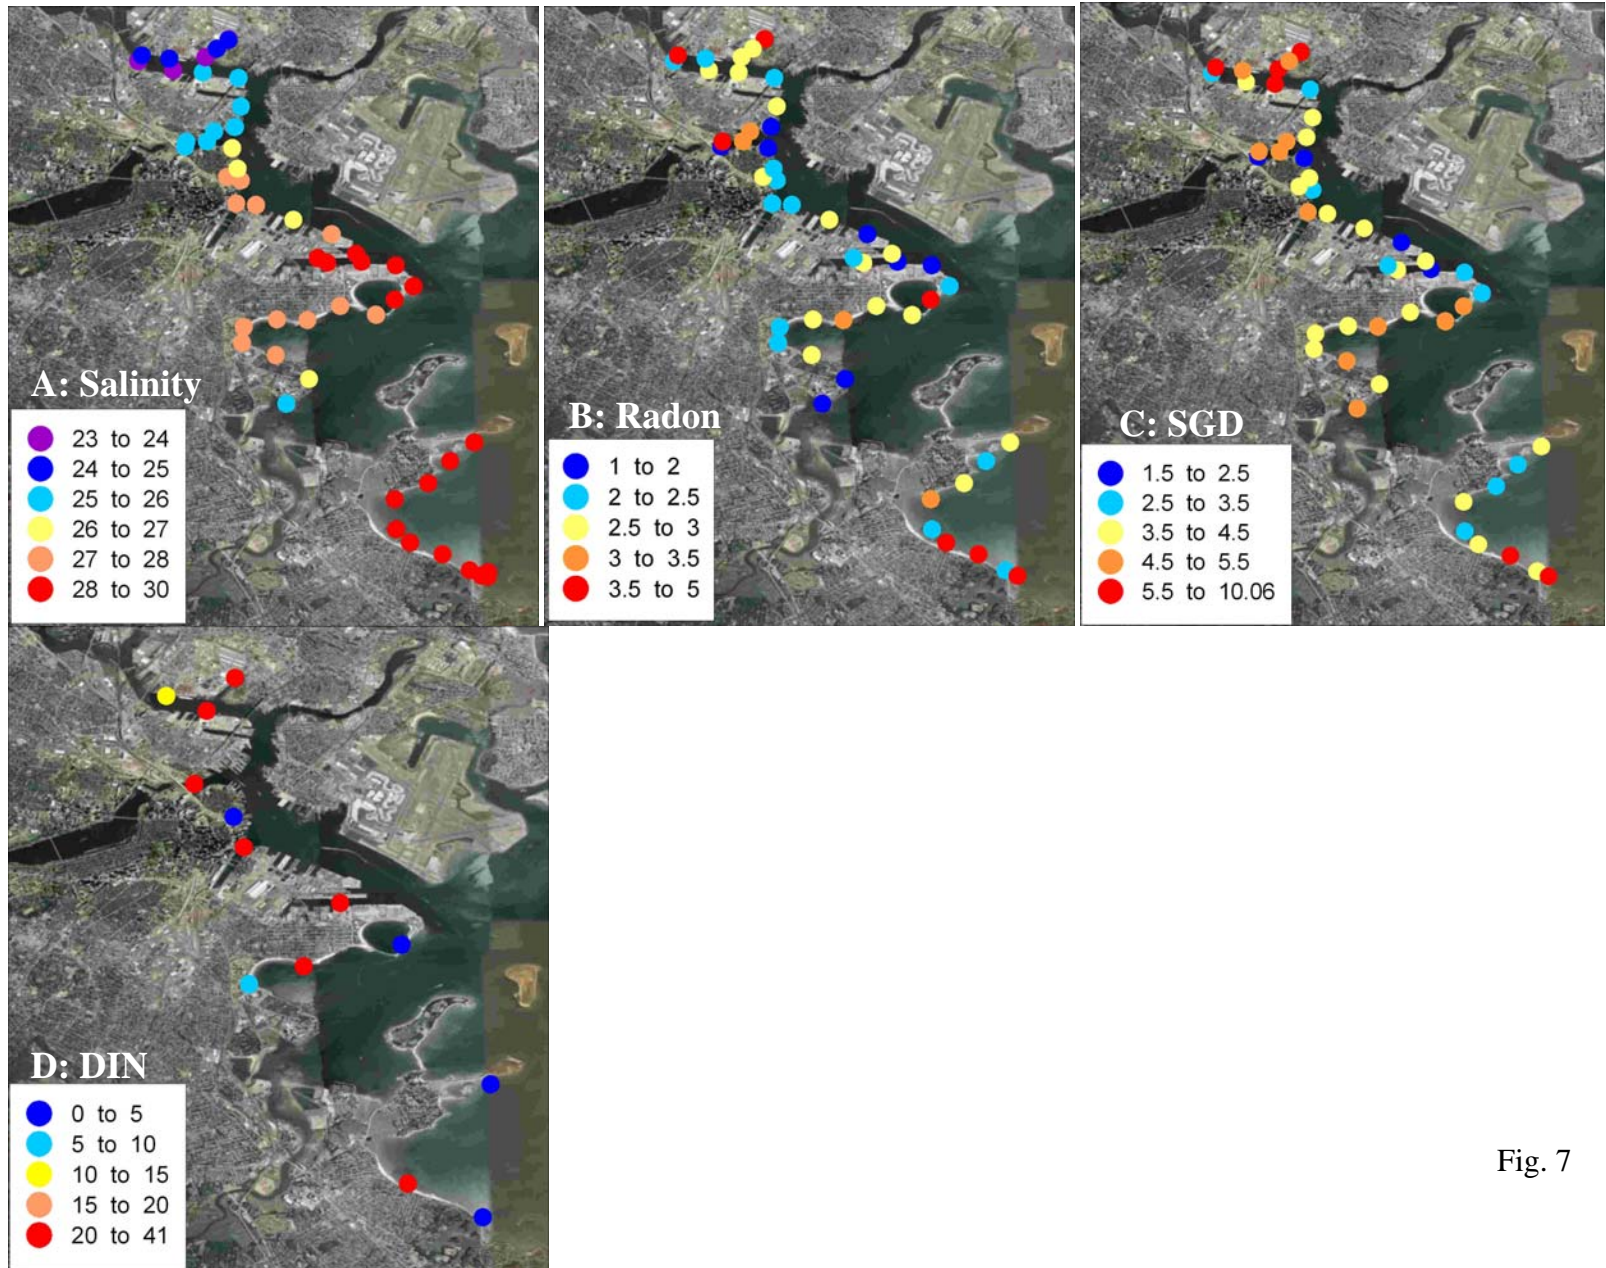 A: Salinity
23 to 24
24 to 25
25 to 26
26 to 27
27 to 28
28 to 30
B: Radon
1 to 2
2 to 2.5
2.5 to 3
3 to 3.5
3.5 to 5
C: SGD
1.5 to 2.5
2.5 to 3.5
3.5 to 4.5
4.5 to 5.5
5.5 to 10.06
D: DIN
0 to 5
5 to 10
10 to 15
15 to 20
20 to 41
Fig. 7